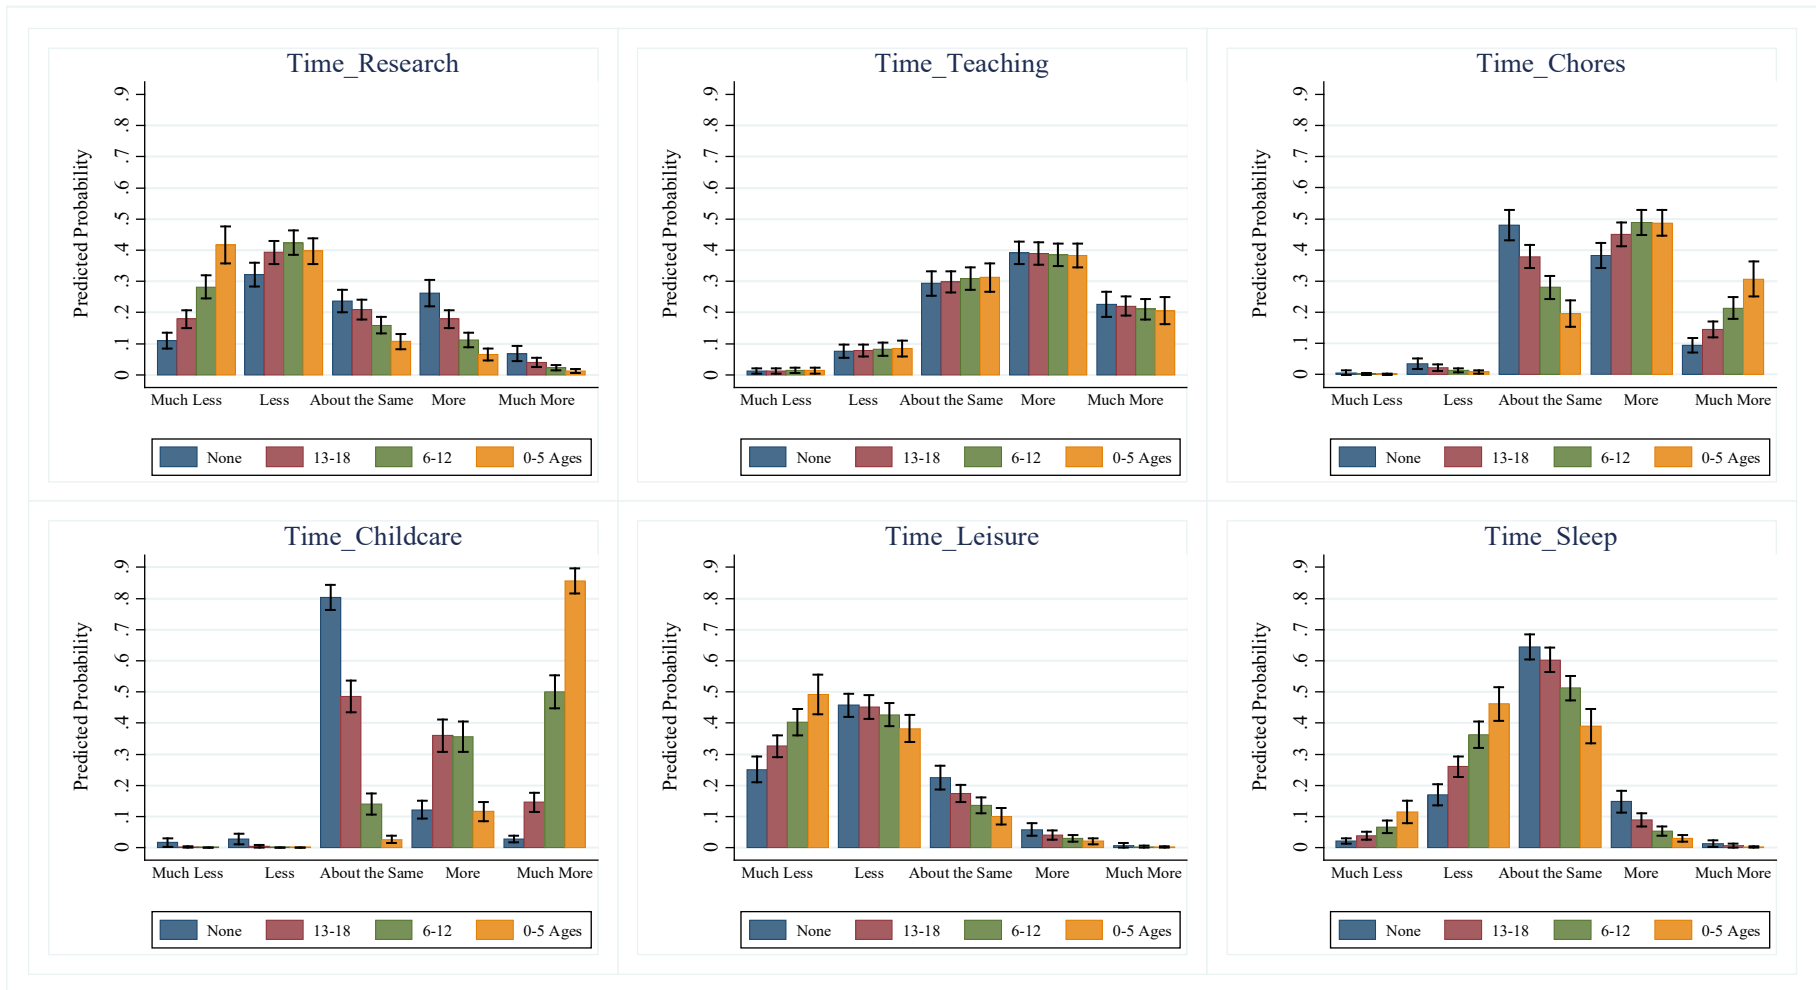 Time_Research
Predicted Probability
.9
.8
.7
.6
.5
.4
.3
.2
.1
0
Much Less Less About the Same More Much More
None 13-18 6-12 0-5 Ages
Time_Teaching
Predicted Probability
.9
.8
.7
.6
.5
.4
.3
.2
.1
0
Much Less Less About the Same More Much More
None 13-18 6-12 0-5 Ages
Time_Chores
Predicted Probability
.9
.8
.7
.6
.5
.4
.3
.2
.1
0
Much Less Less About the Same More Much More
None 13-18 6-12 0-5 Ages
Time_Childcare
Predicted Probability
.9
.8
.7
.6
.5
.4
.3
.2
.1
0
Much Less Less About the Same More Much More
None 13-18 6-12 0-5 Ages
Time_Leisure
Predicted Probability
.9
.8
.7
.6
.5
.4
.3
.2
.1
0
Much Less Less About the Same More Much More
None 13-18 6-12 0-5 Ages
Time_Sleep
Predicted Probability
.9
.8
.7
.6
.5
.4
.3
.2
.1
0
Much Less Less About the Same More Much More
None 13-18 6-12 0-5 Ages